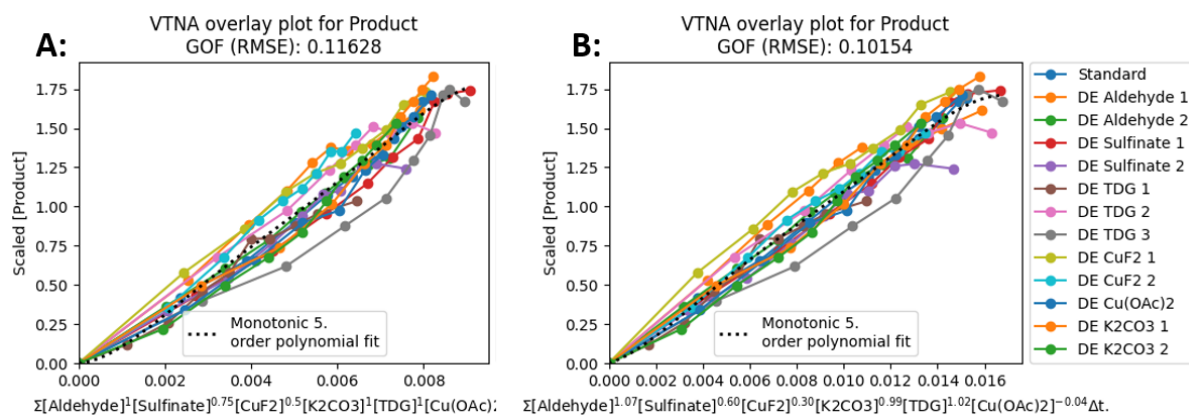 A:
VTNA overlay plot for Product
GOF (RMSE): 0.11628
Scaled [Product]
1.75
1.50
1.25
1.00
0.75
0.50
0.25
0.00
Monotonic 5.
order polynomial fit
0.000 0.002 0.004 0.006 0.008
Σ[Aldehyde]¹[Sulfinate]⁰·⁷⁵[CuF2]⁰·⁵[K2CO3]¹[TDG]¹[Cu(OAc)2
B:
VTNA overlay plot for Product
GOF (RMSE): 0.10154
Scaled [Product]
1.75
1.50
1.25
1.00
0.75
0.50
0.25
0.00
Monotonic 5.
order polynomial fit
0.000 0.002 0.004 0.006 0.008 0.010 0.012 0.014 0.016
Σ[Aldehyde]¹·⁰⁷[Sulfinate]⁰·⁶⁰[CuF2]⁰·³⁰[K2CO3]⁰·⁹⁹[TDG]¹·⁰²[Cu(OAc)2]⁻⁰·⁰⁴Δt.
Standard
DE Aldehyde 1
DE Aldehyde 2
DE Sulfinate 1
DE Sulfinate 2
DE TDG 1
DE TDG 2
DE TDG 3
DE CuF2 1
DE CuF2 2
DE Cu(OAc)2
DE K2CO3 1
DE K2CO3 2